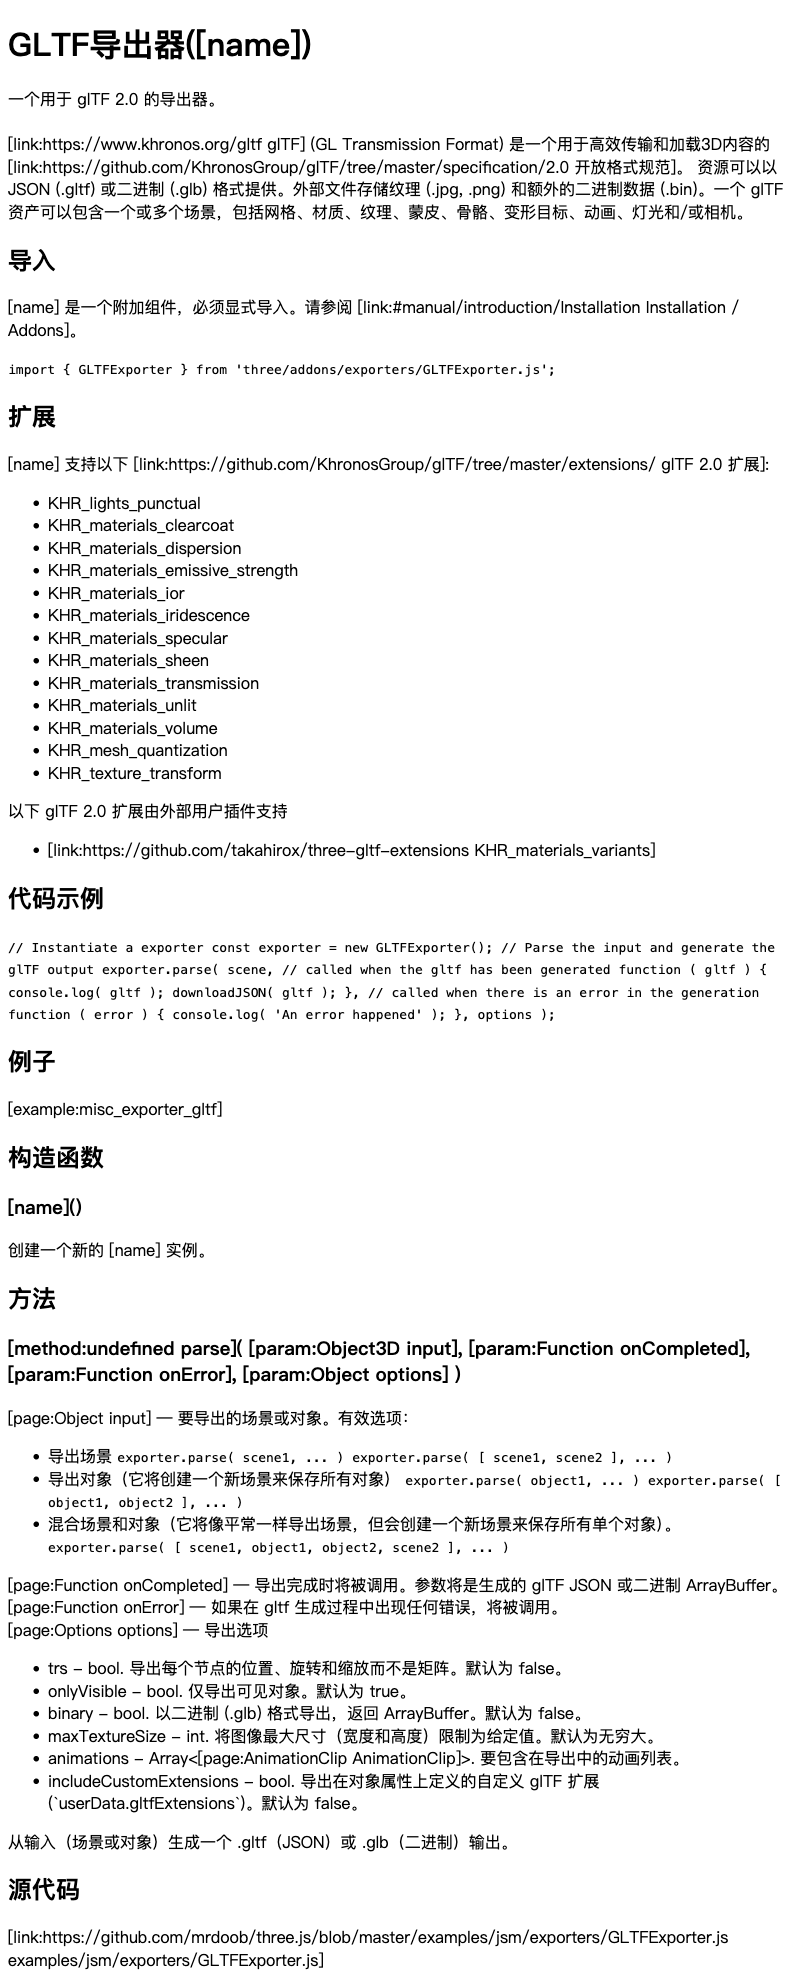 GLTF导出器([name])
一个用于 glTF 2.0 的导出器。
[link:https://www.khronos.org/gltf glTF] (GL Transmission Format) 是一个用于高效传输和加载3D内容的
[link:https://github.com/KhronosGroup/glTF/tree/master/specification/2.0 开放格式规范]。 资源可以以
JSON (.gltf) 或二进制 (.glb) 格式提供。外部文件存储纹理 (.jpg, .png) 和额外的二进制数据 (.bin)。一个 glTF
资产可以包含一个或多个场景，包括网格、材质、纹理、蒙皮、骨骼、变形目标、动画、灯光和/或相机。
导入
[name] 是一个附加组件，必须显式导入。请参阅 [link:#manual/introduction/Installation Installation /
Addons]。
import { GLTFExporter } from 'three/addons/exporters/GLTFExporter.js';
扩展
[name] 支持以下 [link:https://github.com/KhronosGroup/glTF/tree/master/extensions/ glTF 2.0 扩展]:
• KHR_lights_punctual
• KHR_materials_clearcoat
• KHR_materials_dispersion
• KHR_materials_emissive_strength
• KHR_materials_ior
• KHR_materials_iridescence
• KHR_materials_specular
• KHR_materials_sheen
• KHR_materials_transmission
• KHR_materials_unlit
• KHR_materials_volume
• KHR_mesh_quantization
• KHR_texture_transform
以下 glTF 2.0 扩展由外部用户插件支持
• [link:https://github.com/takahirox/three-gltf-extensions KHR_materials_variants]
代码示例
// Instantiate a exporter const exporter = new GLTFExporter(); // Parse the input and generate the
glTF output exporter.parse( scene, // called when the gltf has been generated function ( gltf ) {
console.log( gltf ); downloadJSON( gltf ); }, // called when there is an error in the generation
function ( error ) { console.log( 'An error happened' ); }, options );
例子
[example:misc_exporter_gltf]
构造函数
[name]()
创建一个新的 [name] 实例。
方法
[method:undefined parse]( [param:Object3D input], [param:Function onCompleted],
[param:Function onError], [param:Object options] )
[page:Object input] — 要导出的场景或对象。有效选项：
• 导出场景 exporter.parse( scene1, ... ) exporter.parse( [ scene1, scene2 ], ... )
• 导出对象（它将创建一个新场景来保存所有对象） exporter.parse( object1, ... ) exporter.parse( [
object1, object2 ], ... )
• 混合场景和对象（它将像平常一样导出场景，但会创建一个新场景来保存所有单个对象)。
exporter.parse( [ scene1, object1, object2, scene2 ], ... )
[page:Function onCompleted] — 导出完成时将被调用。参数将是生成的 glTF JSON 或二进制 ArrayBuffer。
[page:Function onError] — 如果在 gltf 生成过程中出现任何错误，将被调用。
[page:Options options] — 导出选项
• trs - bool. 导出每个节点的位置、旋转和缩放而不是矩阵。默认为 false。
• onlyVisible - bool. 仅导出可见对象。默认为 true。
• binary - bool. 以二进制 (.glb) 格式导出，返回 ArrayBuffer。默认为 false。
• maxTextureSize - int. 将图像最大尺寸（宽度和高度）限制为给定值。默认为无穷大。
• animations - Array<[page:AnimationClip AnimationClip]>. 要包含在导出中的动画列表。
• includeCustomExtensions - bool. 导出在对象属性上定义的自定义 glTF 扩展
(`userData.gltfExtensions`)。默认为 false。
从输入（场景或对象）生成一个 .gltf（JSON）或 .glb（二进制）输出。
源代码
[link:https://github.com/mrdoob/three.js/blob/master/examples/jsm/exporters/GLTFExporter.js
examples/jsm/exporters/GLTFExporter.js]